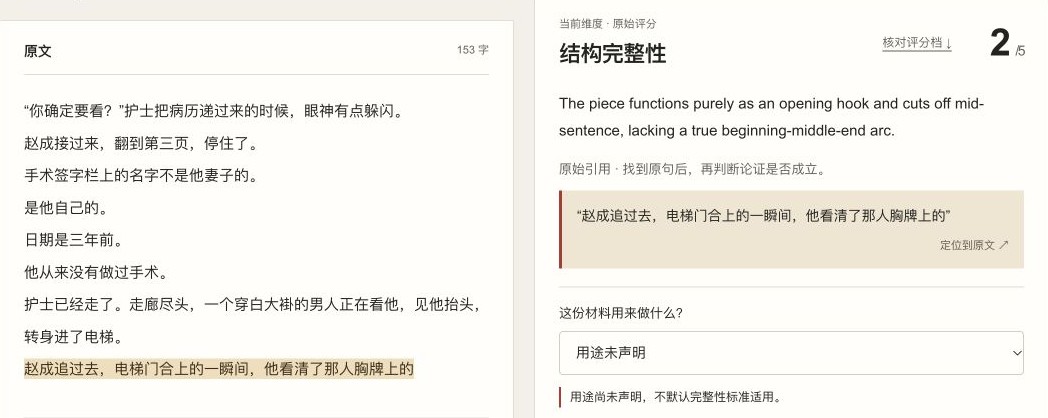 原文
153 字
“你确定要看？”护士把病历递过来的时候，眼神有点躲闪。
赵成接过来，翻到第三页，停住了。
手术签字栏上的名字不是他妻子的。
是他自己的。
日期是三年前。
他从来没有做过手术。
护士已经走了。走廊尽头，一个穿白大褂的男人正在看他，见他抬头，
转身进了电梯。
赵成追过去，电梯门合上的一瞬间，他看清了那人胸牌上的
当前维度 · 原始评分
结构完整性
核对评分档 ↓
2 /5
The piece functions purely as an opening hook and cuts off mid-
sentence, lacking a true beginning-middle-end arc.
原始引用 · 找到原句后，再判断论证是否成立。
“赵成追过去，电梯门合上的一瞬间，他看清了那人胸牌上的”
定位到原文 ↗
这份材料用来做什么？
用途未声明
用途尚未声明，不默认完整性标准适用。